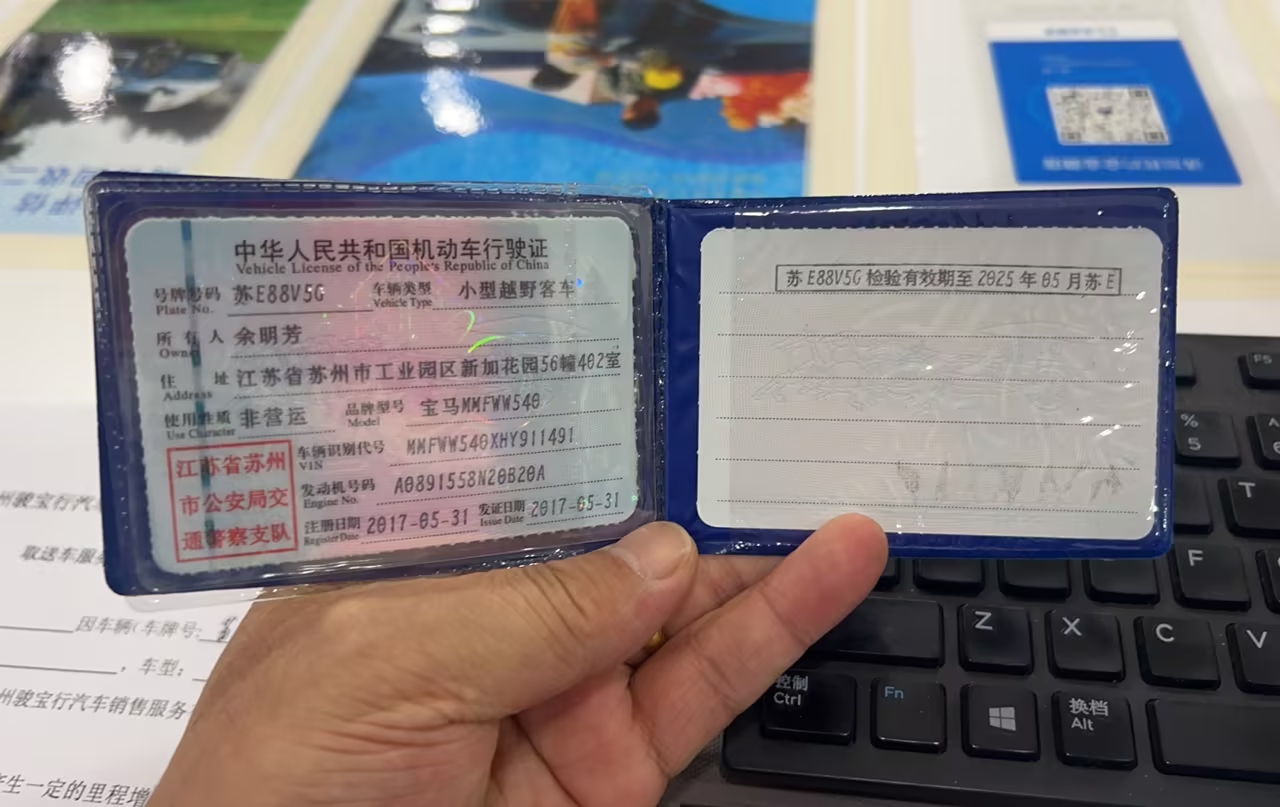 中华人民共和国机动车行驶证
Vehicle License of the People's Republic of China
号牌号码 苏E88V5G 车辆类型 小型越野客车
Plate No. Vehicle Type
所有人 余明芳
Owner
住址 江苏省苏州市工业园区新加花园56幢402室
Address
使用性质 非营运 品牌型号 宝马MMFWW540
Use Character Model
江苏省苏州
市公安局交
通警察支队
车辆识别代号 MMFWW540XHY911491
VIN
发动机号码 A0891558N20B20A
Engine No.
注册日期 2017-05-31 发证日期 2017-05-31
Register Date Issue Date
苏E88V5G检验有效期至2025年05月苏E
州骏宝行汽
取送车服务
因车辆(车牌号:
,车型:
州骏宝行汽车销售服务
产生一定的里程增
F5
%
5
T
F
Z
X
C
V
控制
Ctrl
Fn
换档
Alt